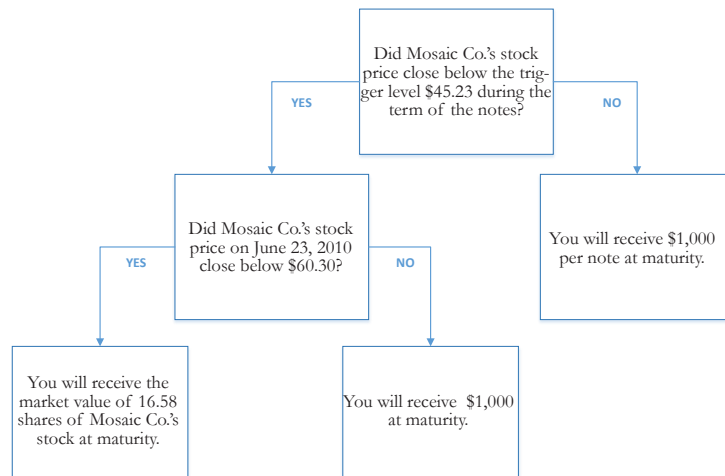 Did Mosaic Co.'s stock
price close below the trig-
ger level $45.23 during the
term of the notes?
YES
NO
Did Mosaic Co.'s stock
price on June 23, 2010
close below $60.30?
You will receive $1,000
per note at maturity.
YES
NO
You will receive the
market value of 16.58
shares of Mosaic Co.'s
stock at maturity.
You will receive $1,000
at maturity.